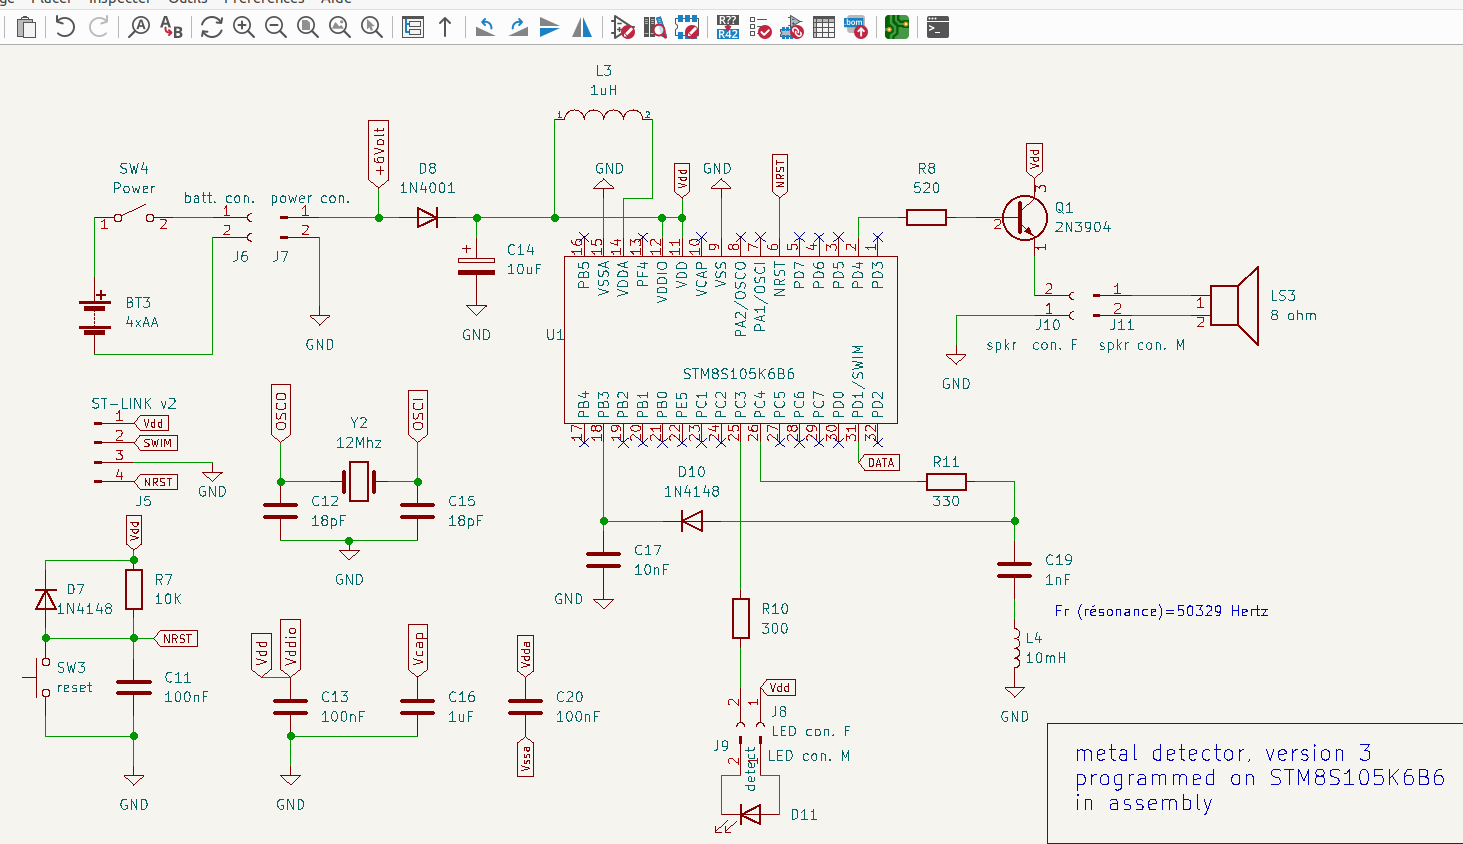 Placer
Inspecter
Outils
Preferences
Aide
A
A
B
R??
R42
.bom
L3
1uH
1
2
+6Volt
D8
1N4001
SW4
Power
1
2
batt. con.
power con.
1
2
J6
1
2
J7
GND
BT3
4xAA
+
+
C14
10uF
GND
GND
Vdd
GND
NRST
R8
520
Vdd
3
2
1
Q1
2N3904
16
15
14
13
12
11
10
9
8
7
6
5
4
3
2
1
PB5
VSSA
VDDA
PF4
VDDIO
VDD
VCAP
VSS
PA2/OSCO
PA1/OSCI
NRST
PD7
PD6
PD5
PD4
PD3
U1
STM8S105K6B6
PB4
PB3
PB2
PB1
PB0
PE5
PC1
PC2
PC3
PC4
PC5
PC6
PC7
PD0
PD1/SWIM
PD2
17
18
19
20
21
22
23
24
25
26
27
28
29
30
31
32
2
1
J10
spkr con. F
1
2
J11
spkr con. M
1
2
LS3
8 ohm
GND
ST-LINK v2
1
Vdd
2
SWIM
3
4
NRST
J5
GND
OSCO
OSCI
Y2
12Mhz
C12
18pF
C15
18pF
GND
D10
1N4148
DATA
R11
330
C17
10nF
GND
C19
1nF
Fr (résonance)=50329 Hertz
L4
10mH
GND
Vdd
D7
1N4148
R7
10K
NRST
SW3
reset
C11
100nF
GND
Vdd
Vddio
C13
100nF
GND
Vcap
C16
1uF
Vdda
C20
100nF
Vssa
R10
300
Vdd
2
1
J8
LED con. F
J9
LED con. M
2
1
detect
D11
metal detector, version 3
programmed on STM8S105K6B6
in assembly